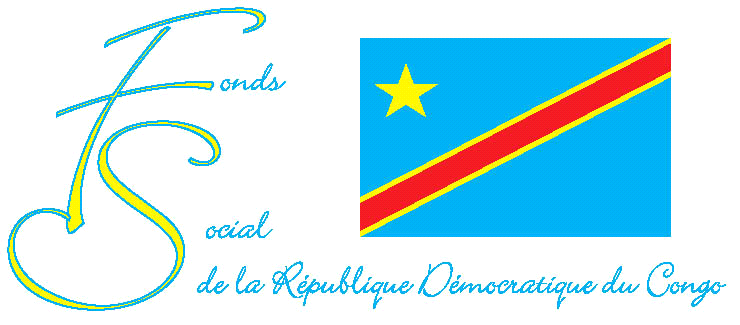 Fonds
Social
de la République Démocratique du Congo